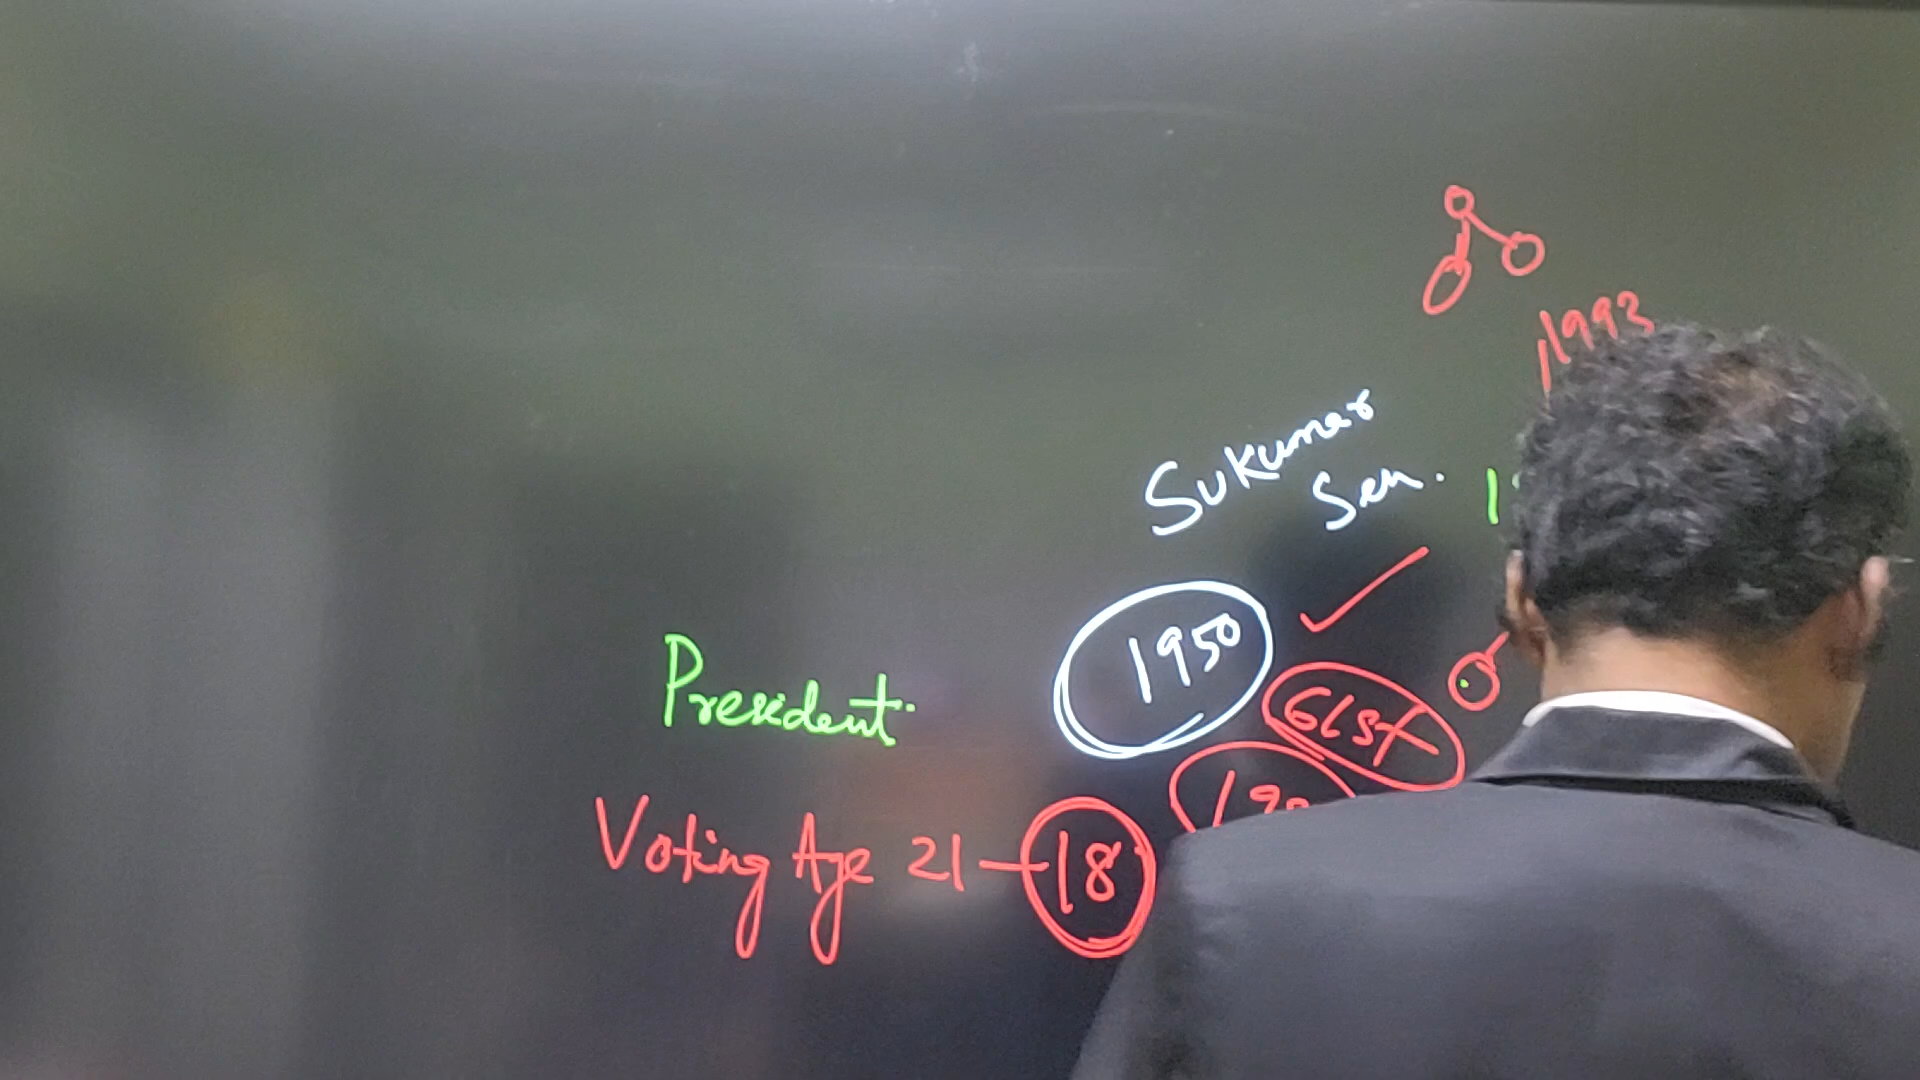 1993
Sukumar
Sen.
1950
61st
President.
Voting Age 21 — 18